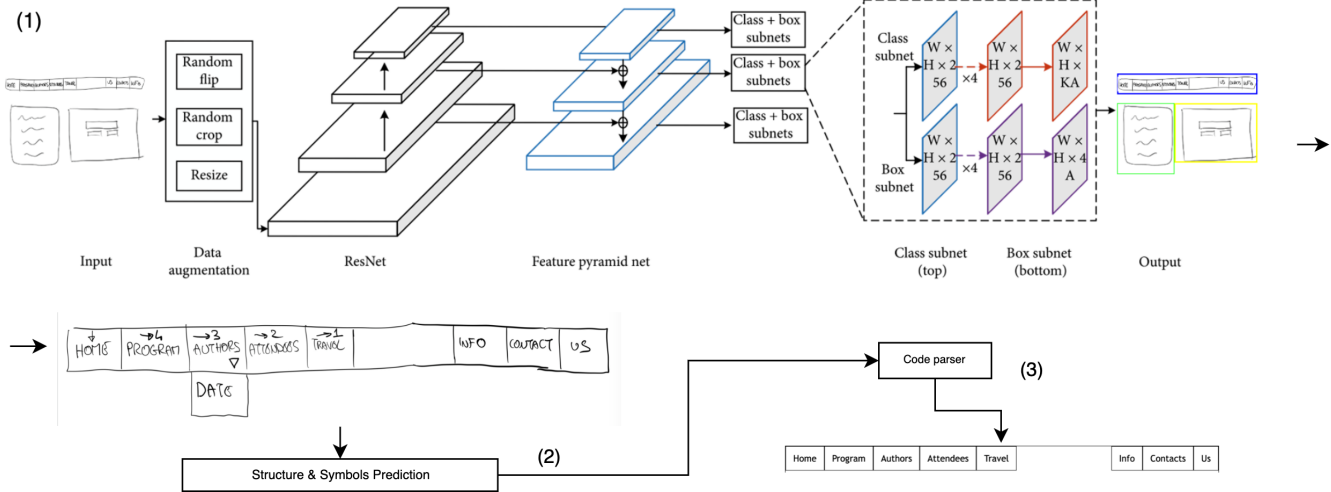 (1)
Random
flip
Random
crop
Resize
Class + box
subnets
Class + box
subnets
Class + box
subnets
Class
subnet
W ×
H × 2
56
×4
W ×
H × 2
56
W ×
H ×
KA
Box
subnet
W ×
H × 2
56
×4
W ×
H × 2
56
W ×
H × 4
A
Input
Data
augmentation
ResNet
Feature pyramid net
Class subnet
(top)
Box subnet
(bottom)
Output
HOME
→4
PROGRAM
→3
AUTHORS
→2
ATTENDEES
→1
TRAVEL
INFO
CONTACT
US
DATE
Structure & Symbols Prediction
(2)
Code parser
(3)
Home Program Authors Attendees Travel Info Contacts Us